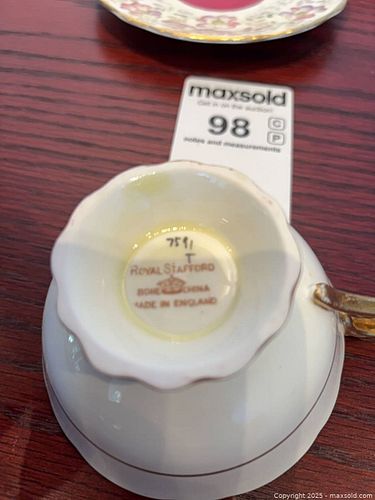 maxsold
Get in on the auction!
98
C
P
notes and measurements
7591
T
ROYAL STAFFORD
BONE CHINA
MADE IN ENGLAND
Copyright 2025 - maxsold.com